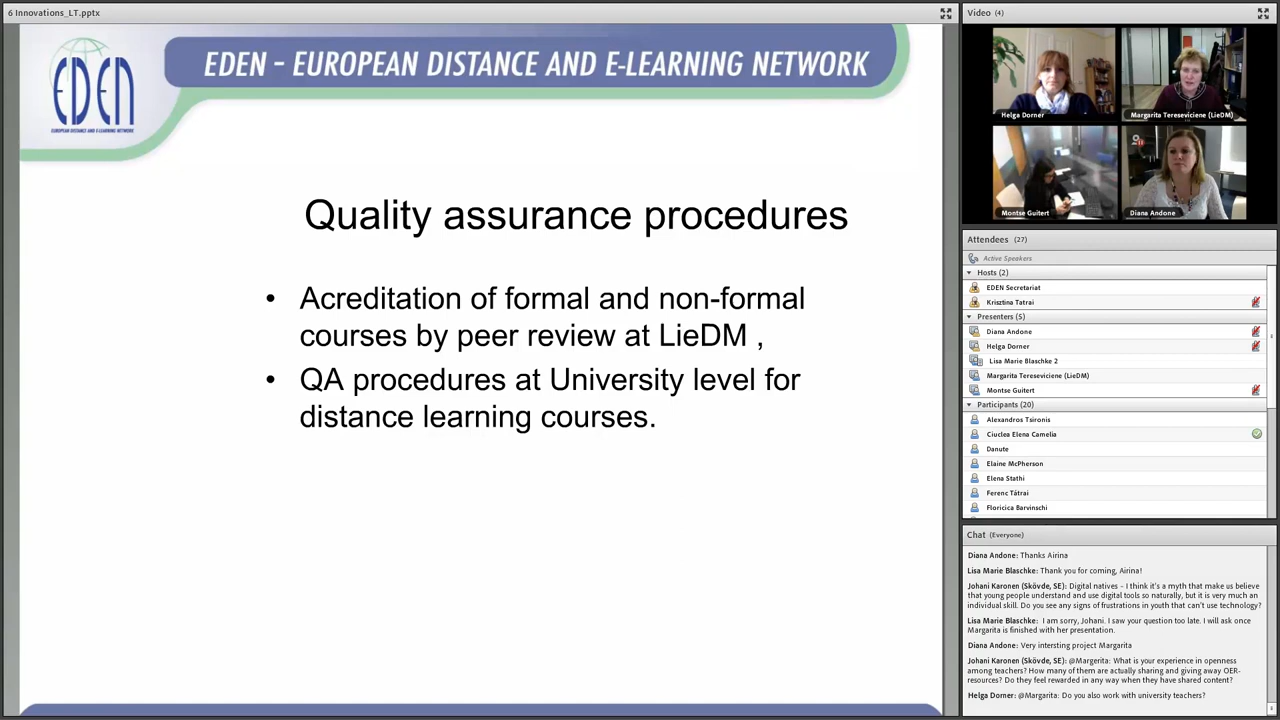 6 Innovations_LT.pptx
EDEN
EUROPEAN DISTANCE AND E-LEARNING NETWORK
EDEN - EUROPEAN DISTANCE AND E-LEARNING NETWORK
Quality assurance procedures
• Acreditation of formal and non-formal
courses by peer review at LieDM ,
• QA procedures at University level for
distance learning courses.
Video (4)
Helga Dorner
Margarita Tereseviciene (LieDM)
Montse Guitert
Diana Andone
Attendees (27)
Active Speakers
Hosts (2)
EDEN Secretariat
Krisztina Tatrai
Presenters (5)
Diana Andone
Helga Dorner
Lisa Marie Blaschke 2
Margarita Tereseviciene (LieDM)
Montse Guitert
Participants (20)
Alexandros Tsironis
Ciuclea Elena Camelia
Danute
Elaine McPherson
Elena Stathi
Ferenc Tátrai
Floricica Barvinschi
Chat (Everyone)
Diana Andone: Thanks Airina
Lisa Marie Blaschke: Thank you for coming, Airina!
Johani Karonen (Skövde, SE): Digital natives - I think it's a myth that make us believe
that young people understand and use digital tools so naturally, but it is very much an
individual skill. Do you see any signs of frustrations in youth that can't use technology?
Lisa Marie Blaschke: I am sorry, Johani. I saw your question too late. I will ask once
Margarita is finished with her presentation.
Diana Andone: Very intersting project Margarita
Johani Karonen (Skövde, SE): @Margerita: What is your experience in openness
among teachers? How many of them are actually sharing and giving away OER-
resources? Do they feel rewarded in any way when they have shared content?
Helga Dorner: @Margarita: Do you also work with university teachers?